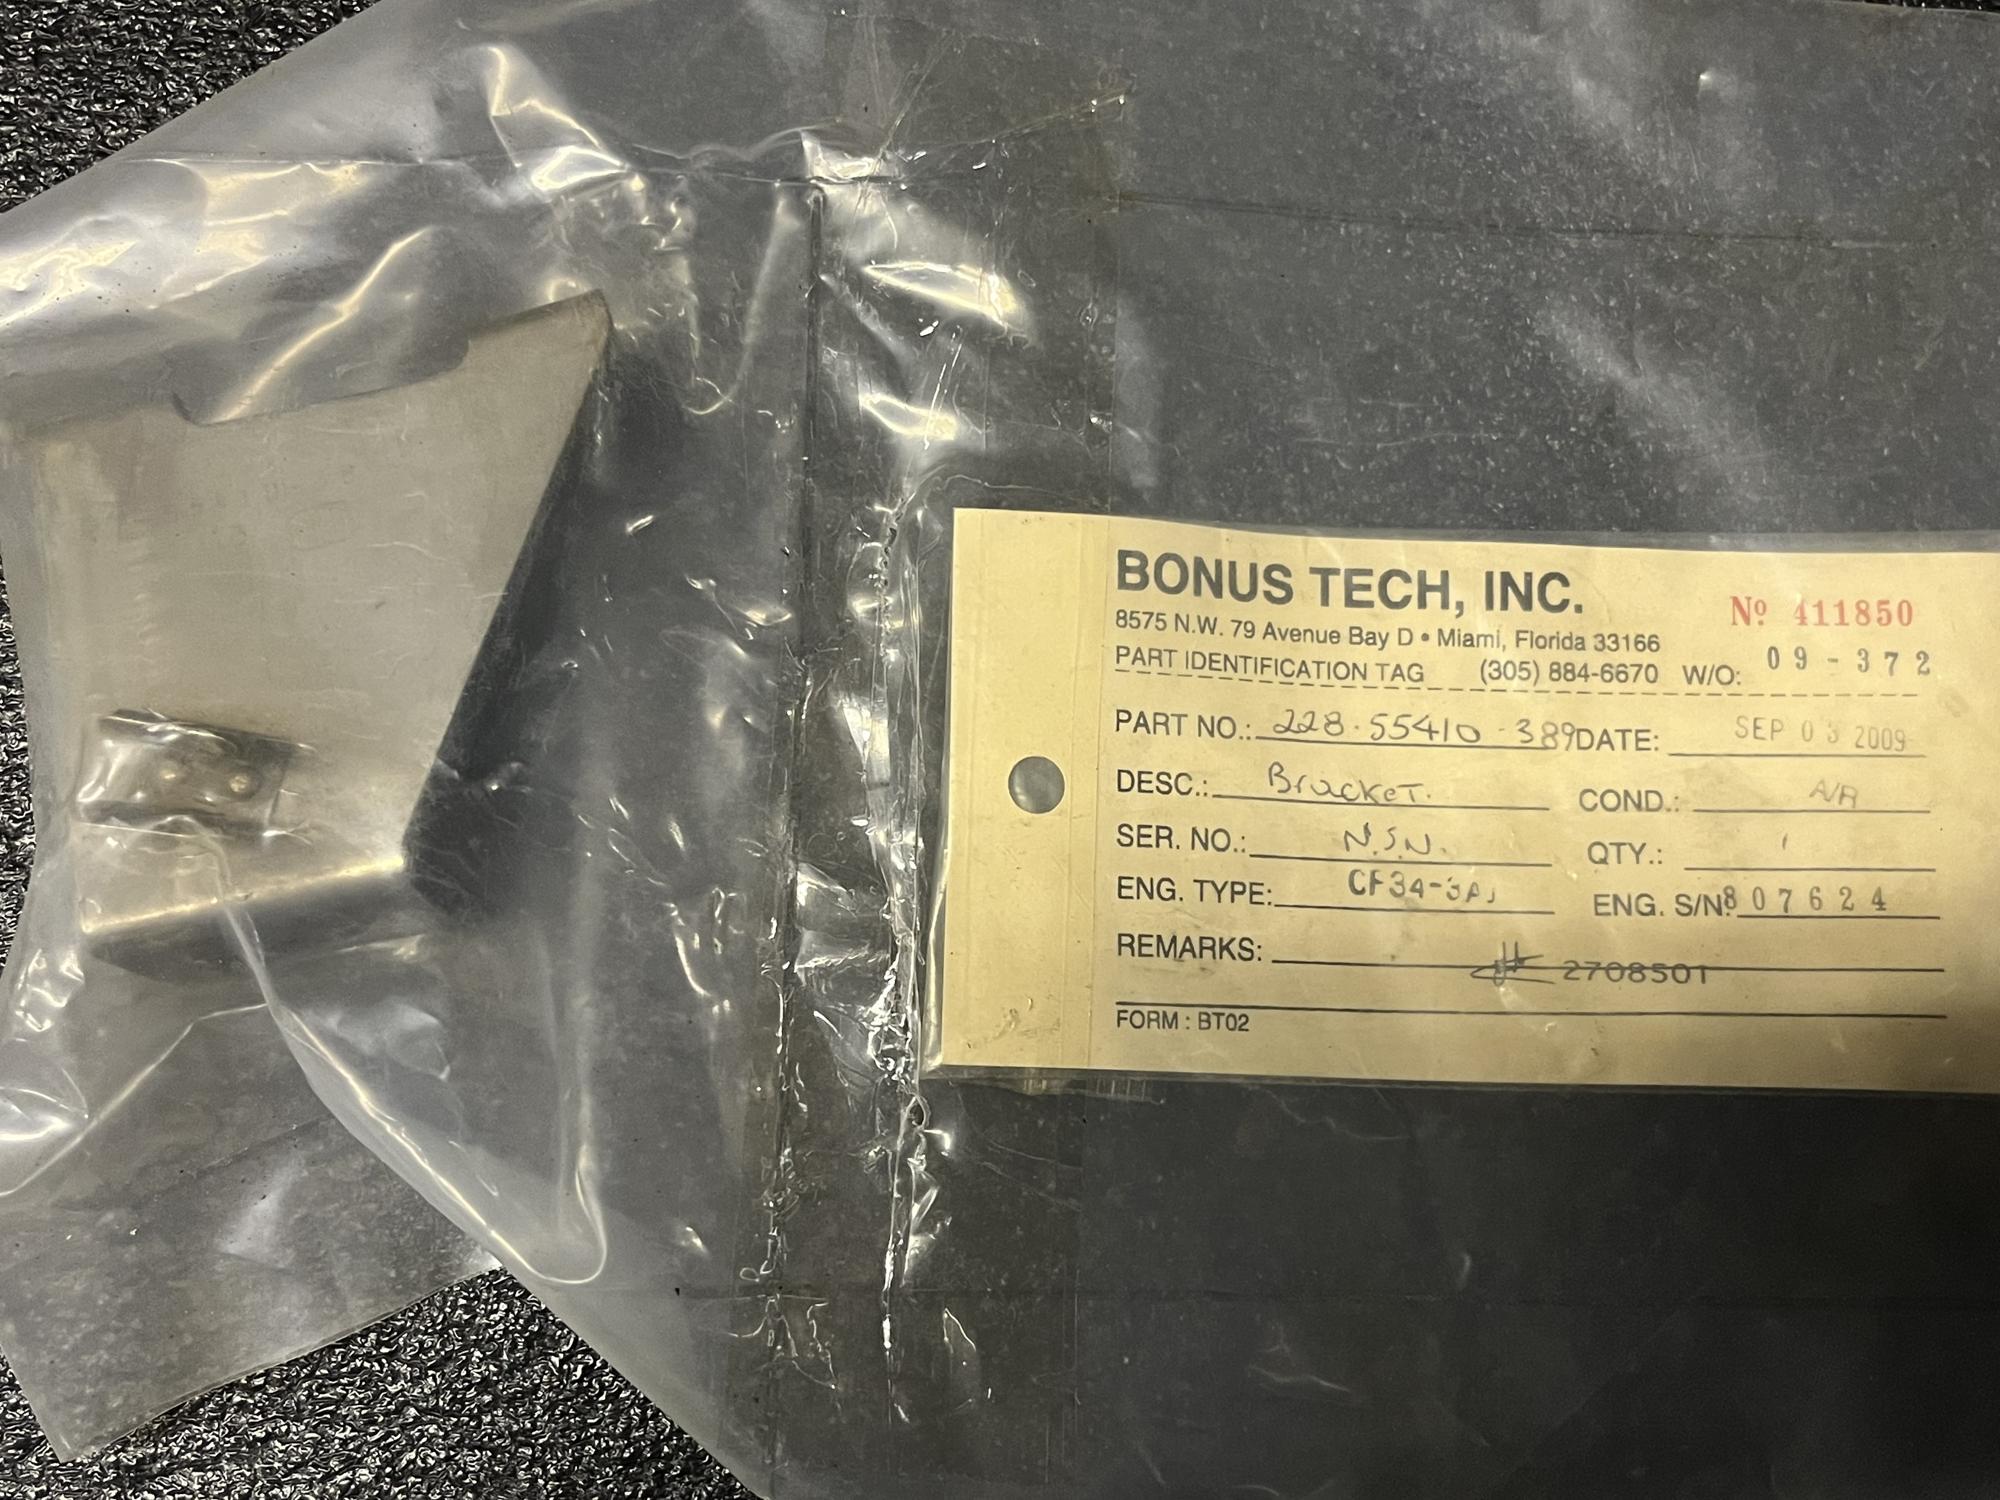 BONUS TECH, INC.
Nº 411850
8575 N.W. 79 Avenue Bay D • Miami, Florida 33166
PART IDENTIFICATION TAG (305) 884-6670 W/O: 09-372
PART NO.: 228-55410-389 DATE: SEP 03 2009
DESC.: Bracket. COND.: A/R
SER. NO.: N.S.N. QTY.: 1
ENG. TYPE: CF34-3A1 ENG. S/N: 807624
REMARKS: 2708501
FORM : BT02